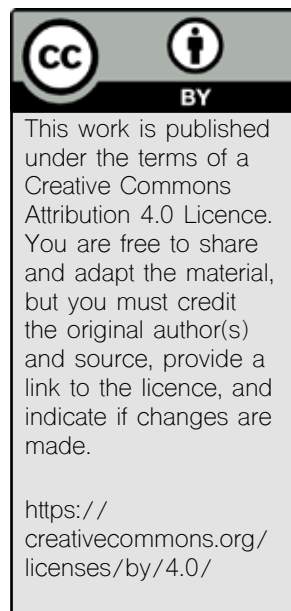 cc
BY
This work is published
under the terms of a
Creative Commons
Attribution 4.0 Licence.
You are free to share
and adapt the material,
but you must credit
the original author(s)
and source, provide a
link to the licence, and
indicate if changes are
made.
https://
creativecommons.org/
licenses/by/4.0/